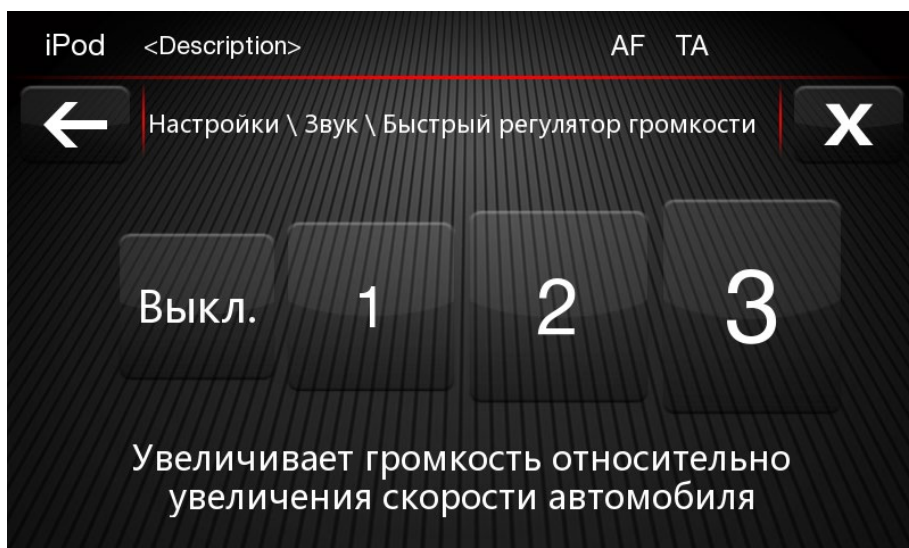 iPod <Description> AF TA
← Настройки \ Звук \ Быстрый регулятор громкости X
Выкл. 1 2 3
Увеличивает громкость относительно
увеличения скорости автомобиля